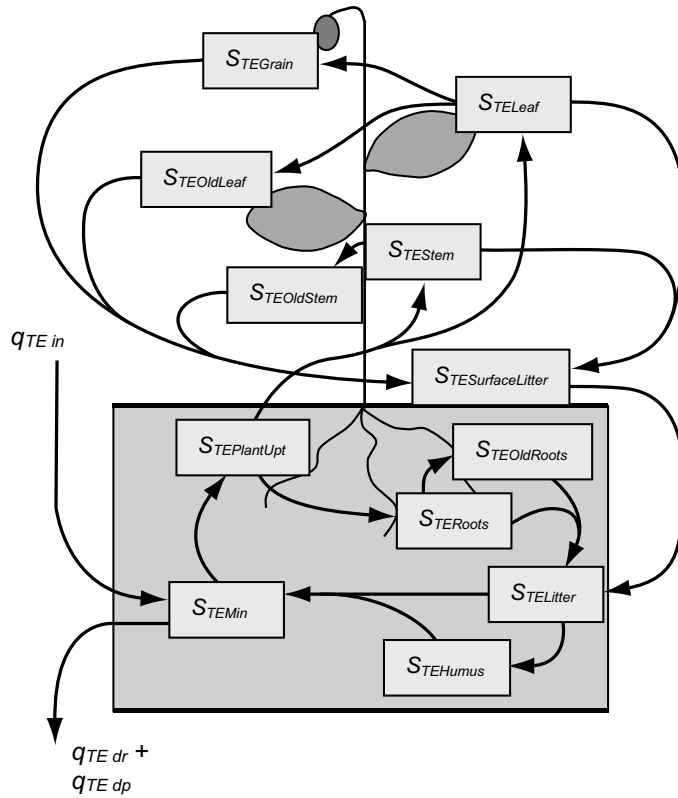 S_TEGrain
S_TELeaf
S_TEOldLeaf
S_TEStem
S_TEOldStem
q_TE in
S_TESurfaceLitter
S_TEPlantUpt
S_TEOldRoots
S_TERoots
S_TELitter
S_TEMin
S_TEHumus
q_TE dr +
q_TE dp